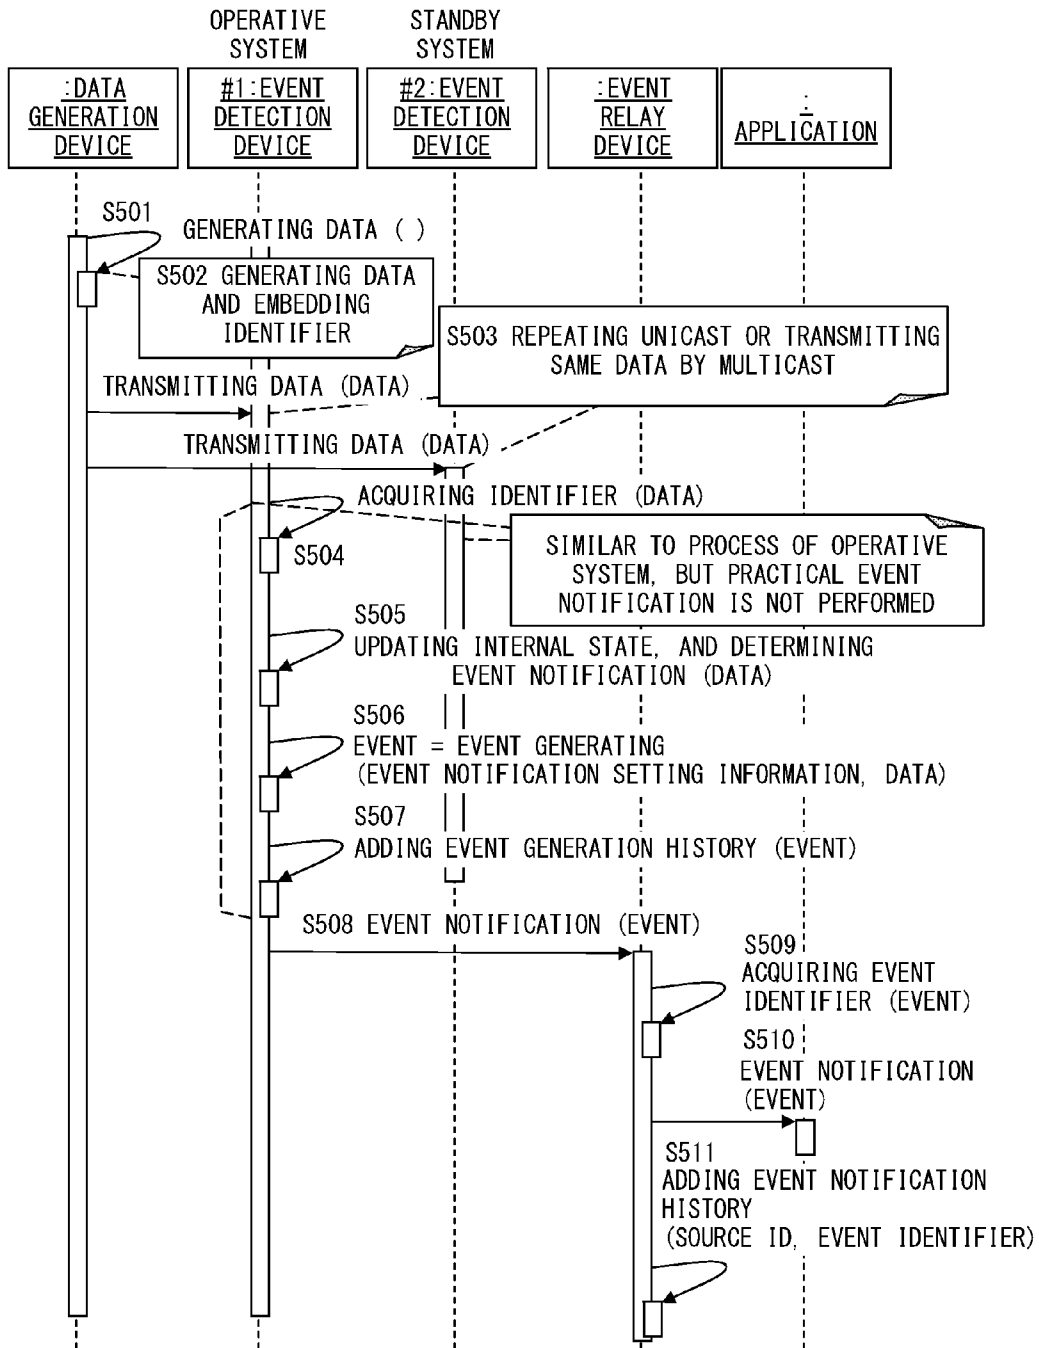 OPERATIVE
SYSTEM
STANDBY
SYSTEM
:DATA
GENERATION
DEVICE
#1:EVENT
DETECTION
DEVICE
#2:EVENT
DETECTION
DEVICE
:EVENT
RELAY
DEVICE
:
APPLICATION
S501
GENERATING DATA ( )
S502 GENERATING DATA
AND EMBEDDING
IDENTIFIER
S503 REPEATING UNICAST OR TRANSMITTING
SAME DATA BY MULTICAST
TRANSMITTING DATA (DATA)
TRANSMITTING DATA (DATA)
ACQUIRING IDENTIFIER (DATA)
S504
SIMILAR TO PROCESS OF OPERATIVE
SYSTEM, BUT PRACTICAL EVENT
NOTIFICATION IS NOT PERFORMED
S505
UPDATING INTERNAL STATE, AND DETERMINING
EVENT NOTIFICATION (DATA)
S506
EVENT = EVENT GENERATING
(EVENT NOTIFICATION SETTING INFORMATION, DATA)
S507
ADDING EVENT GENERATION HISTORY (EVENT)
S508 EVENT NOTIFICATION (EVENT)
S509
ACQUIRING EVENT
IDENTIFIER (EVENT)
S510
EVENT NOTIFICATION
(EVENT)
S511
ADDING EVENT NOTIFICATION
HISTORY
(SOURCE ID, EVENT IDENTIFIER)